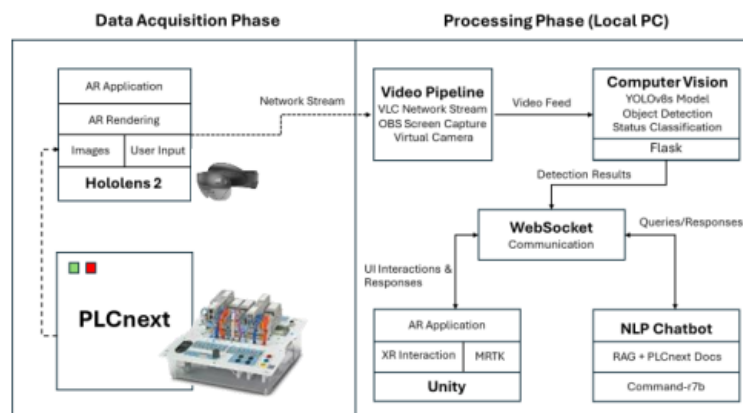 Data Acquisition Phase
Processing Phase (Local PC)
AR Application
AR Rendering
Images
User Input
Hololens 2
Network Stream
PLCnext
Video Pipeline
VLC Network Stream
OBS Screen Capture
Virtual Camera
Video Feed
Computer Vision
YOLOv8s Model
Object Detection
Status Classification
Flask
Detection Results
WebSocket
Communication
Queries/Responses
UI Interactions &
Responses
AR Application
XR Interaction
MRTK
Unity
NLP Chatbot
RAG + PLCnext Docs
Command-r7b